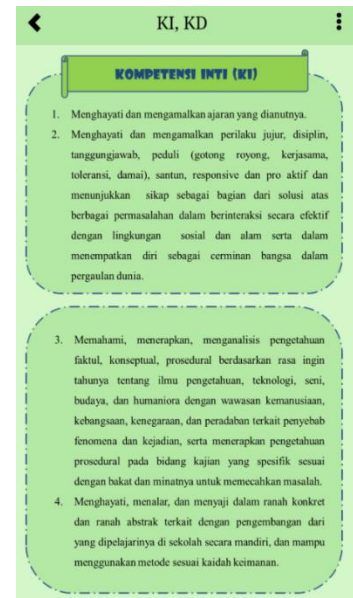 KI, KD
KOMPETENSI INTI (KI)
1. Menghayati dan mengamalkan ajaran yang dianutnya.
2. Menghayati dan mengamalkan perilaku jujur, disiplin,
tanggungjawab, peduli (gotong royong, kerjasama,
toleransi, damai), santun, responsive dan pro aktif dan
menunjukkan sikap sebagai bagian dari solusi atas
berbagai permasalahan dalam berinteraksi secara efektif
dengan lingkungan sosial dan alam serta dalam
menempatkan diri sebagai cerminan bangsa dalam
pergaulan dunia.
3. Memahami, menerapkan, menganalisis pengetahuan
faktul, konseptual, prosedural berdasarkan rasa ingin
tahunya tentang ilmu pengetahuan, teknologi, seni,
budaya, dan humaniora dengan wawasan kemanusiaan,
kebangsaan, kenegaraan, dan peradaban terkait penyebab
fenomena dan kejadian, serta menerapkan pengetahuan
prosedural pada bidang kajian yang spesifik sesuai
dengan bakat dan minatnya untuk memecahkan masalah.
4. Menghayati, menalar, dan menyaji dalam ranah konkret
dan ranah abstrak terkait dengan pengembangan dari
yang dipelajarinya di sekolah secara mandiri, dan mampu
menggunakan metode sesuai kaidah keimanan.